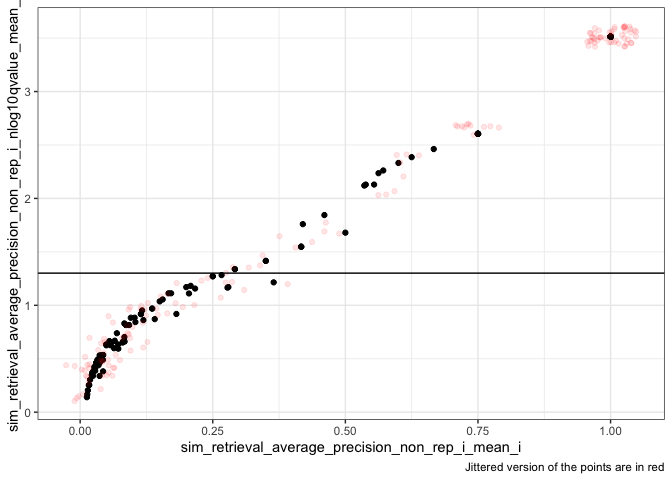 sim_retrieval_average_precision_non_rep_i_nlog10qvalue_mean_
3
2
1
0
0.00 0.25 0.50 0.75 1.00
sim_retrieval_average_precision_non_rep_i_mean_i
Jittered version of the points are in red